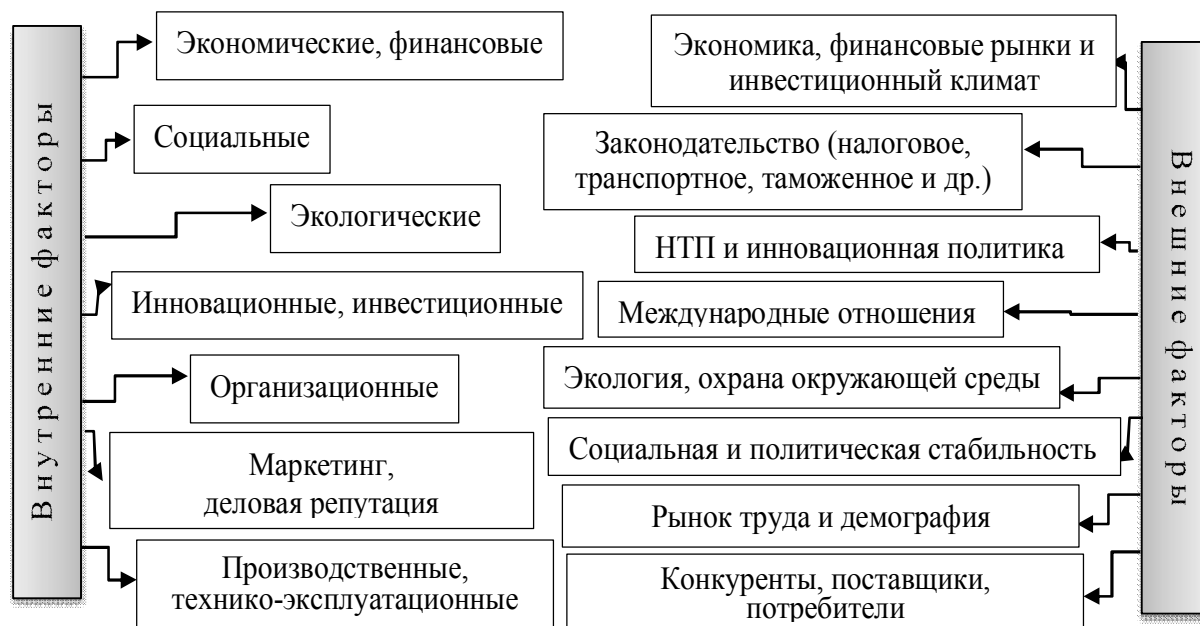 Внутренние факторы
Экономические, финансовые
Социальные
Экологические
Инновационные, инвестиционные
Организационные
Маркетинг,
деловая репутация
Производственные,
технико-эксплуатационные
Экономика, финансовые рынки и
инвестиционный климат
Законодательство (налоговое,
транспортное, таможенное и др.)
НТП и инновационная политика
Международные отношения
Экология, охрана окружающей среды
Социальная и политическая стабильность
Рынок труда и демография
Конкуренты, поставщики,
потребители
Внешние факторы